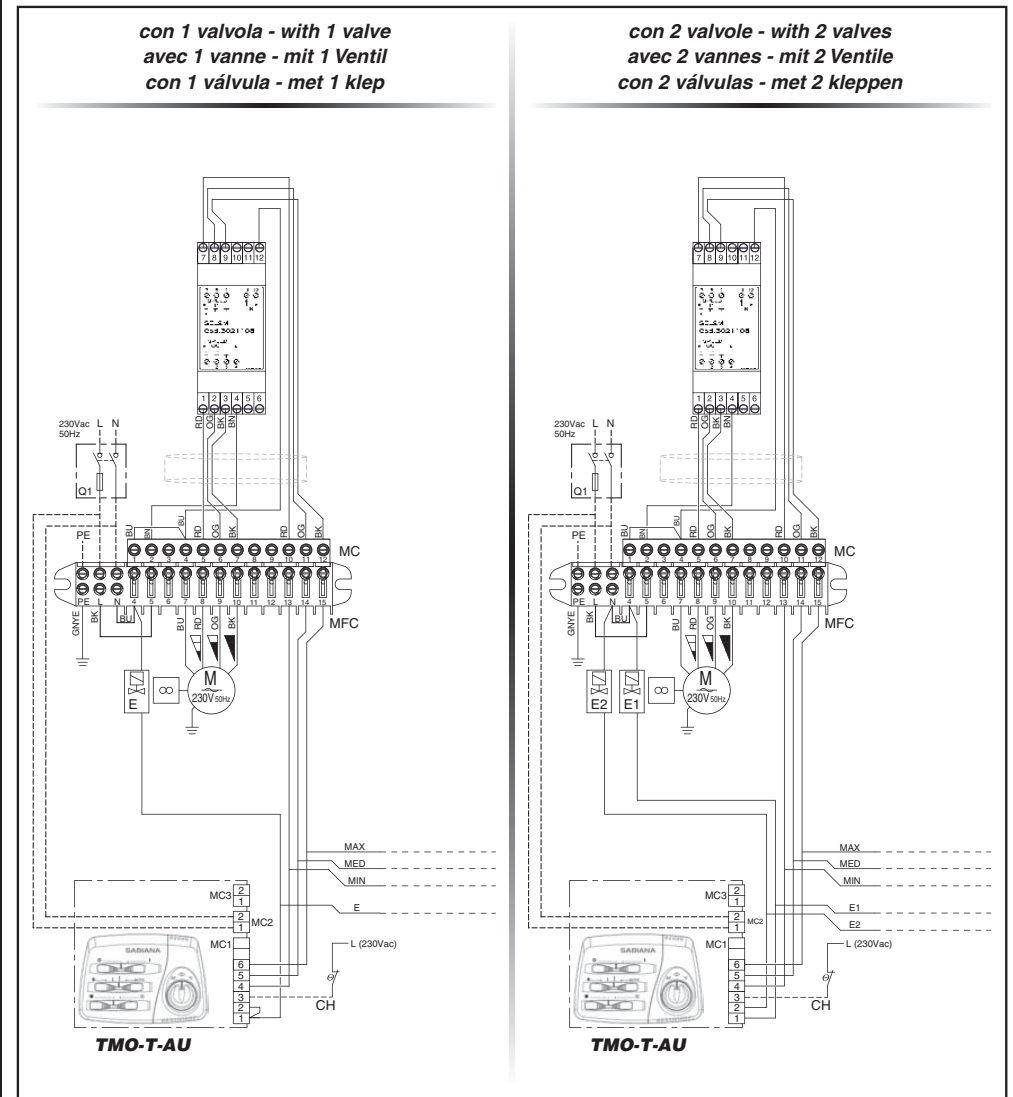 con 1 valvola - with 1 valve
avec 1 vanne - mit 1 Ventil
con 1 válvula - met 1 klep
7 8 9 10 11 12
1 2 3 4 5 6
RD OG BK BN
230Vac L N
50Hz
Q1
PE
BU BN BU RD OG BK RD OG BK
1 2 3 4 5 6 7 8 9 10 11 12
MC
PE L N 4 5 6 7 8 9 10 11 12 13 14 15
MFC
GNYE BK BU BU RD OG BK
M
230V 50Hz
E
MAX
MED
MIN
E
MC3 2
1
2
MC2
1
MC1
L (230Vac)
SABIANA
6
5
4
3
CH
2
1
TMO-T-AU
con 2 valvole - with 2 valves
avec 2 vannes - mit 2 Ventile
con 2 válvulas - met 2 kleppen
7 8 9 10 11 12
1 2 3 4 5 6
RD OG BK BN
230Vac L N
50Hz
Q1
PE
BU BN BU RD OG BK RD OG BK
1 2 3 4 5 6 7 8 9 10 11 12
MC
PE L N 4 5 6 7 8 9 10 11 12 13 14 15
MFC
GNYE BK BU BU RD OG BK
M
230V 50Hz
E2 E1
MAX
MED
MIN
E1
E2
MC3 2
1
2
MC2
1
MC1
L (230Vac)
SABIANA
6
5
4
3
CH
2
1
TMO-T-AU